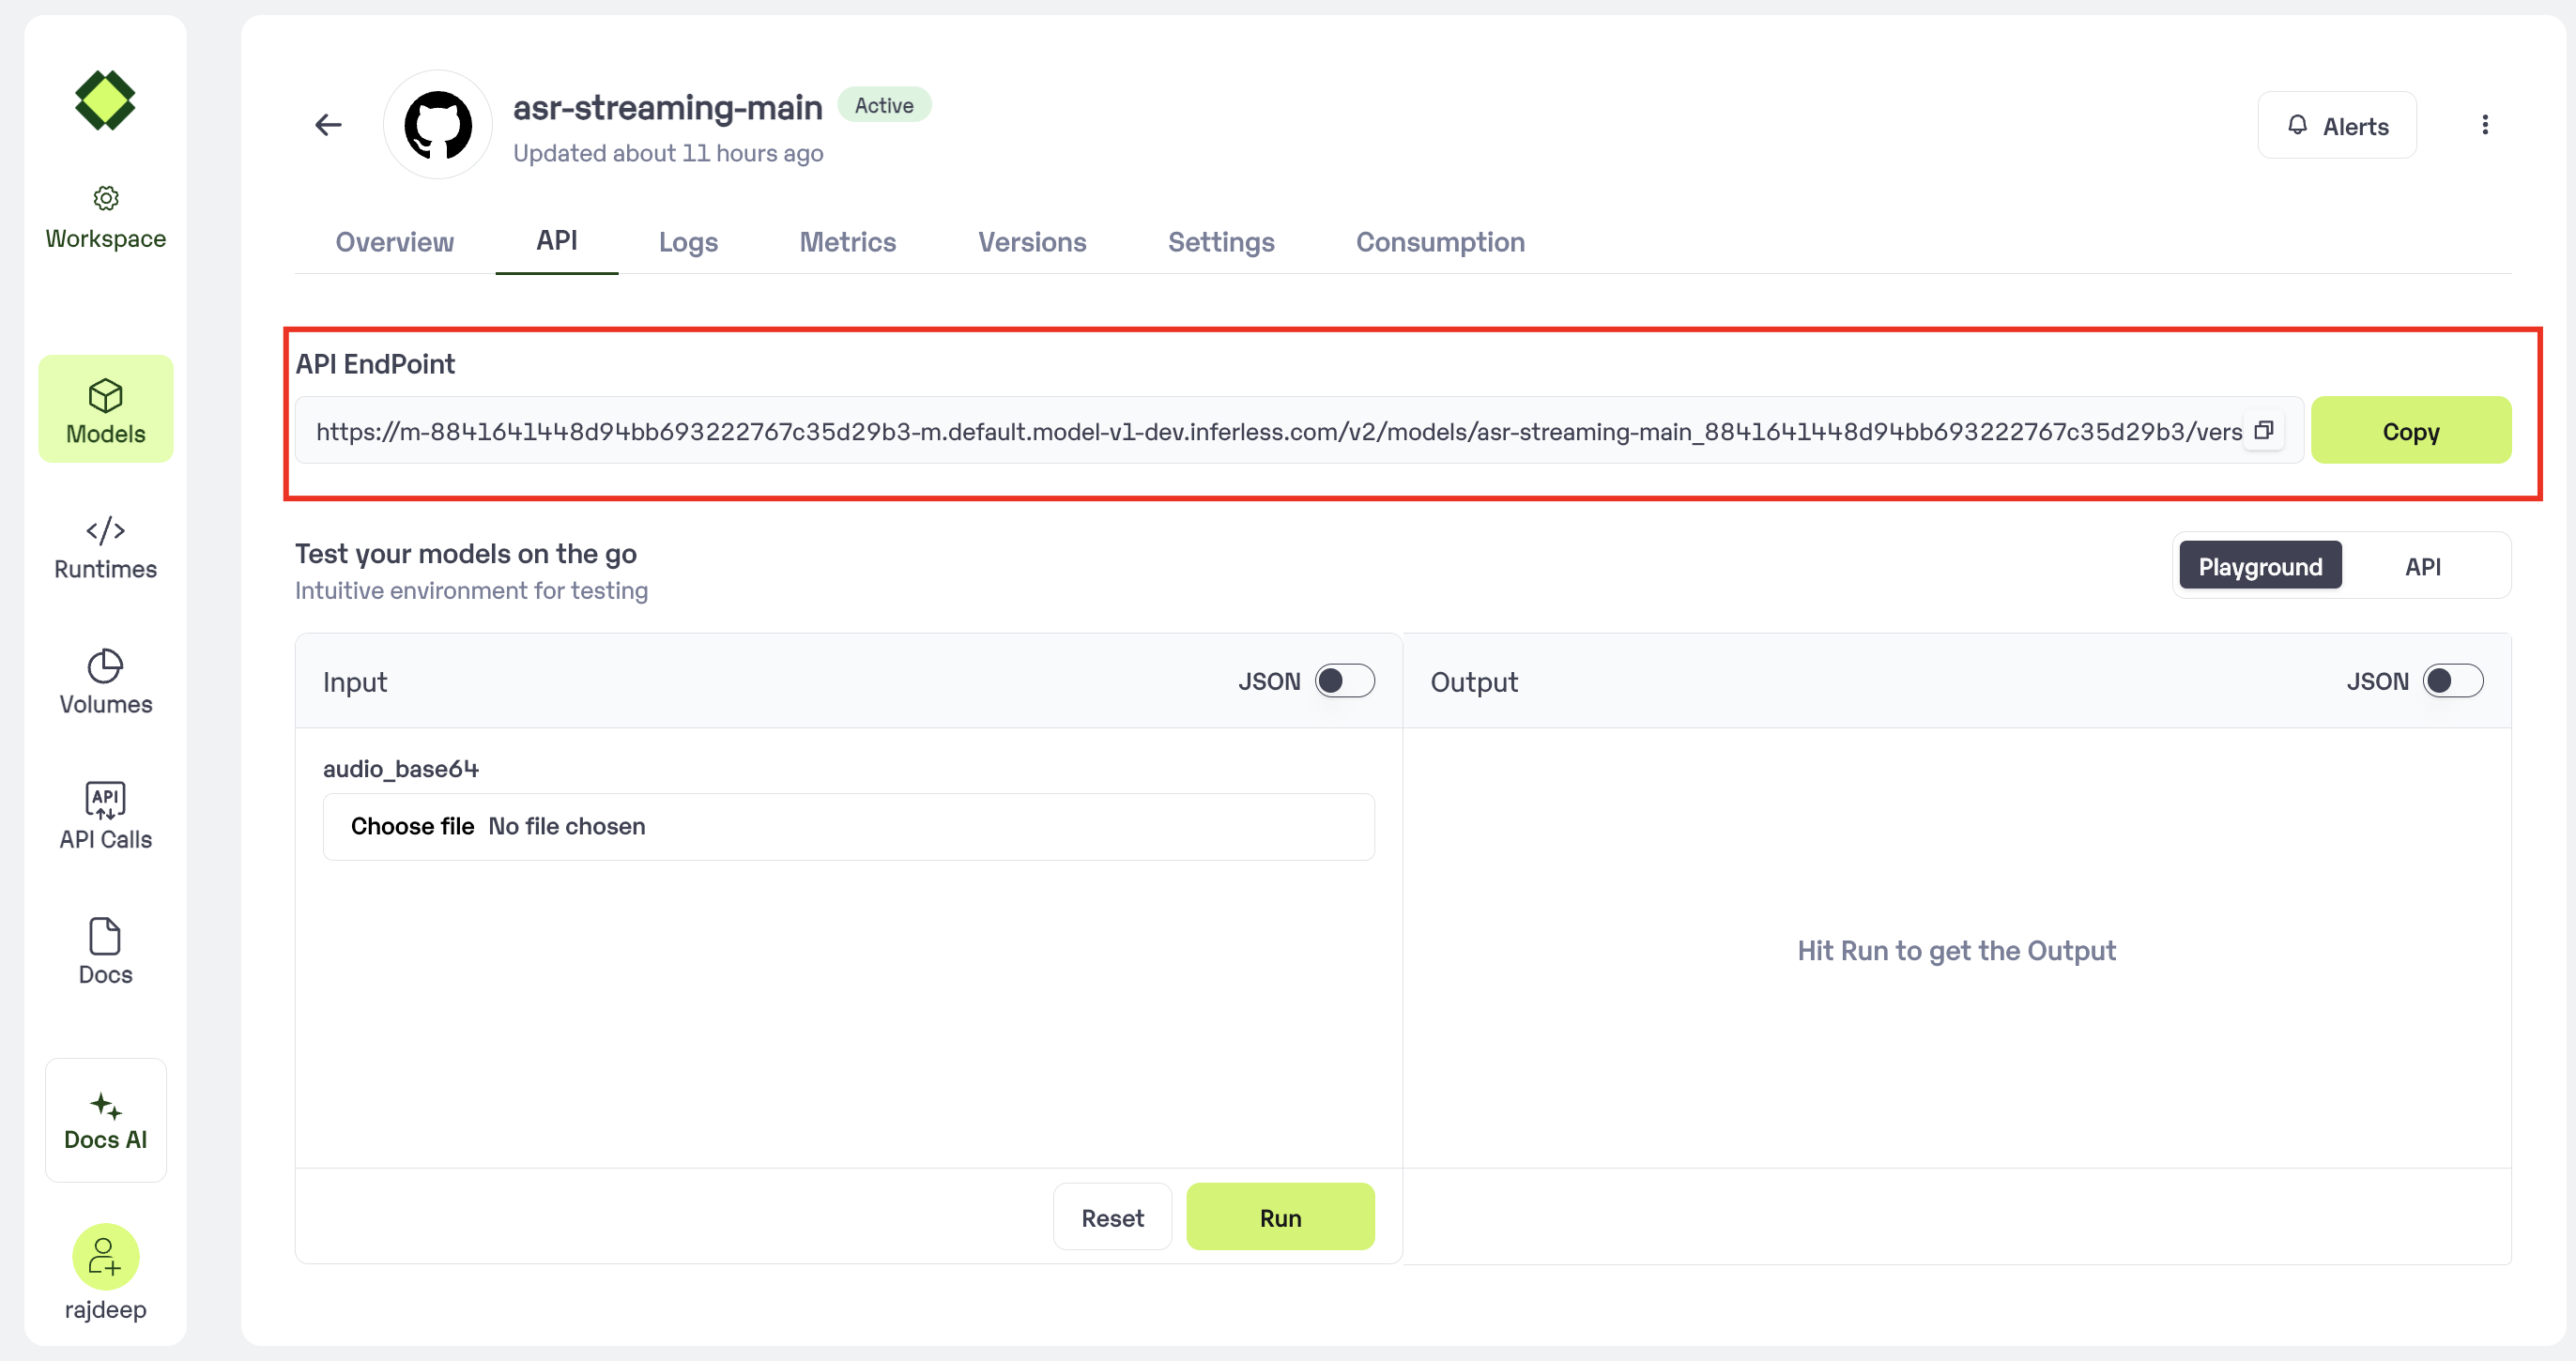 asr-streaming-main Active
Updated about 11 hours ago
Alerts
Workspace
Overview API Logs Metrics Versions Settings Consumption
API EndPoint
https://m-8841641448d94bb693222767c35d29b3-m.default.model-v1-dev.inferless.com/v2/models/asr-streaming-main_8841641448d94bb693222767c35d29b3/vers
Copy
Models
Runtimes
Volumes
API
API Calls
Docs
Docs AI
rajdeep
Test your models on the go
Intuitive environment for testing
Playground API
Input JSON
Output JSON
audio_base64
Choose file No file chosen
Hit Run to get the Output
Reset Run